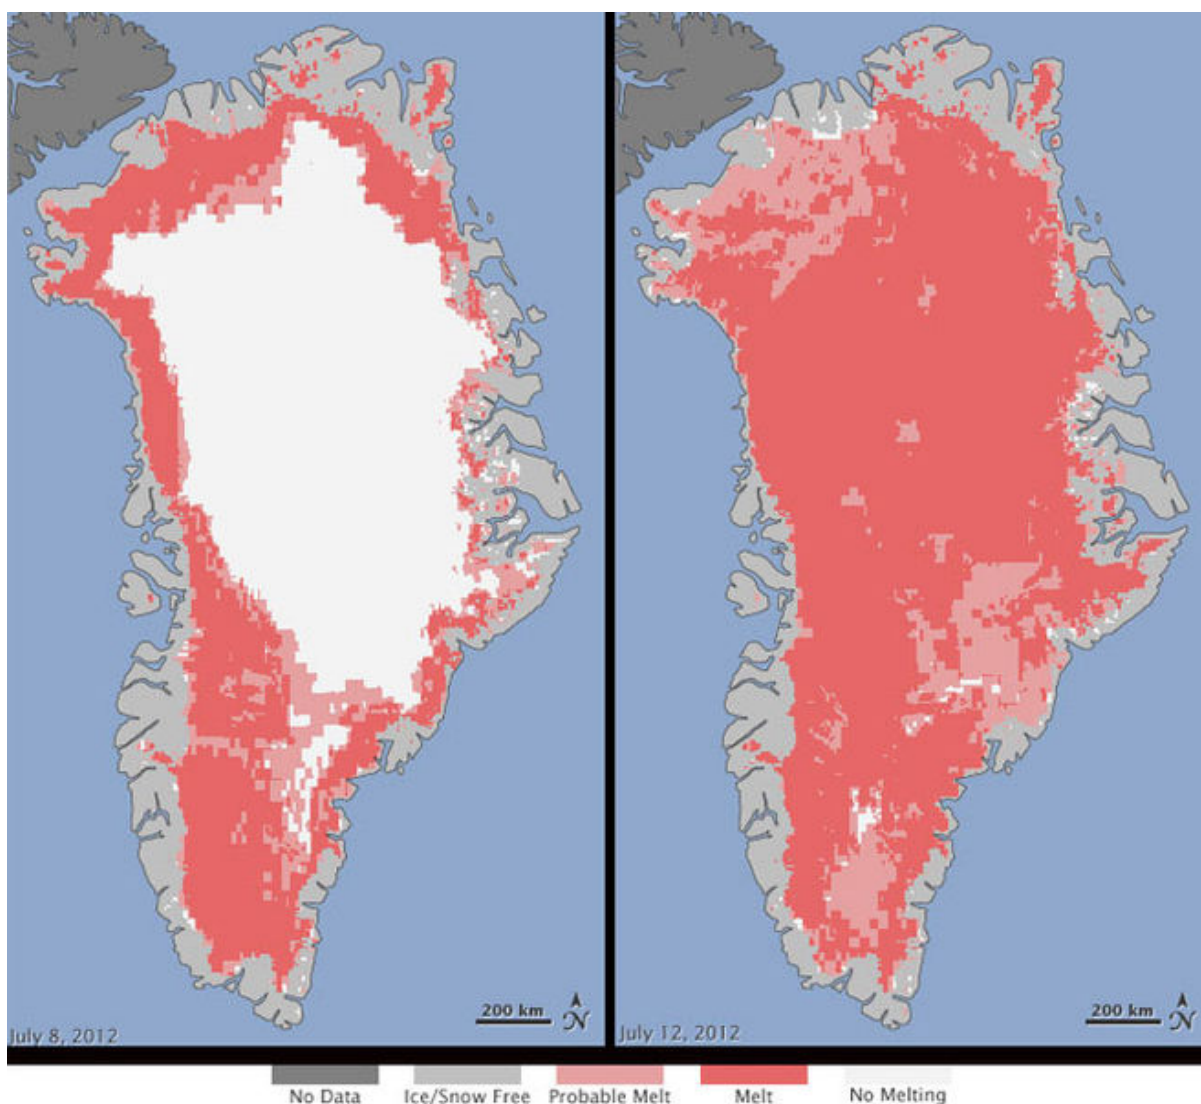 200 km
N
July 8, 2012
200 km
N
July 12, 2012
No Data
Ice/Snow Free
Probable Melt
Melt
No Melting